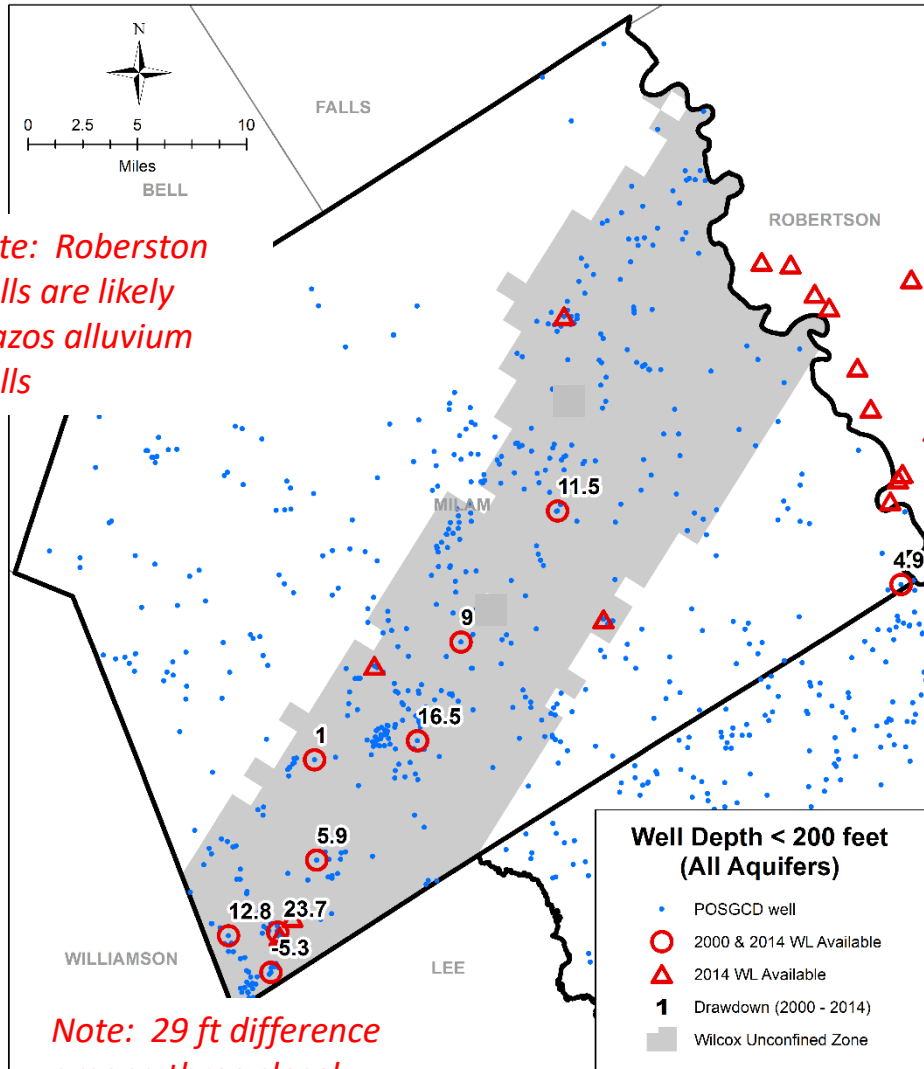 N
0 2.5 5 10
Miles
FALLS
BELL
ROBERTSON
te: Roberston
lls are likely
azos alluvium
lls
MILAM
11.5
4.9
9
16.5
1
5.9
12.8
23.7
-5.3
WILLIAMSON
LEE
Note: 29 ft difference
Well Depth < 200 feet
(All Aquifers)
POSGCD well
2000 & 2014 WL Available
2014 WL Available
1 Drawdown (2000 - 2014)
Wilcox Unconfined Zone